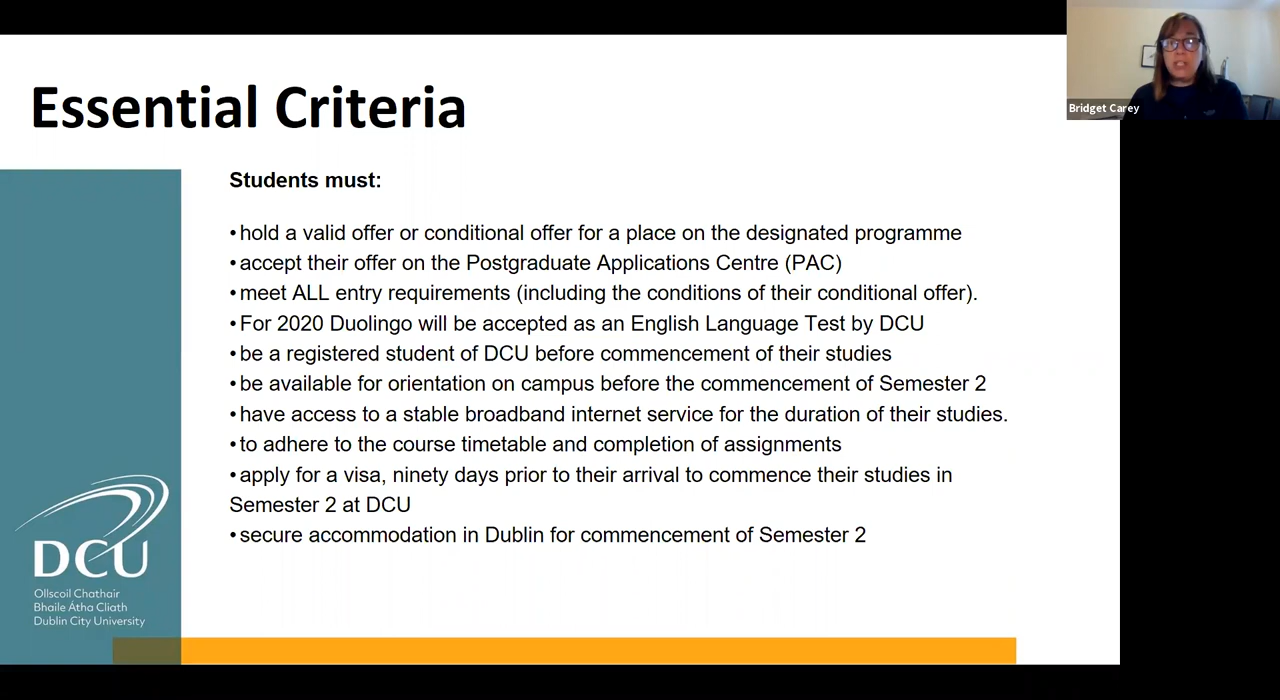 Essential Criteria
Students must:
•hold a valid offer or conditional offer for a place on the designated programme
•accept their offer on the Postgraduate Applications Centre (PAC)
•meet ALL entry requirements (including the conditions of their conditional offer).
•For 2020 Duolingo will be accepted as an English Language Test by DCU
•be a registered student of DCU before commencement of their studies
•be available for orientation on campus before the commencement of Semester 2
•have access to a stable broadband internet service for the duration of their studies.
•to adhere to the course timetable and completion of assignments
•apply for a visa, ninety days prior to their arrival to commence their studies in
Semester 2 at DCU
•secure accommodation in Dublin for commencement of Semester 2
DCU
Ollscoil Chathair
Bhaile Átha Cliath
Dublin City University
Bridget Carey